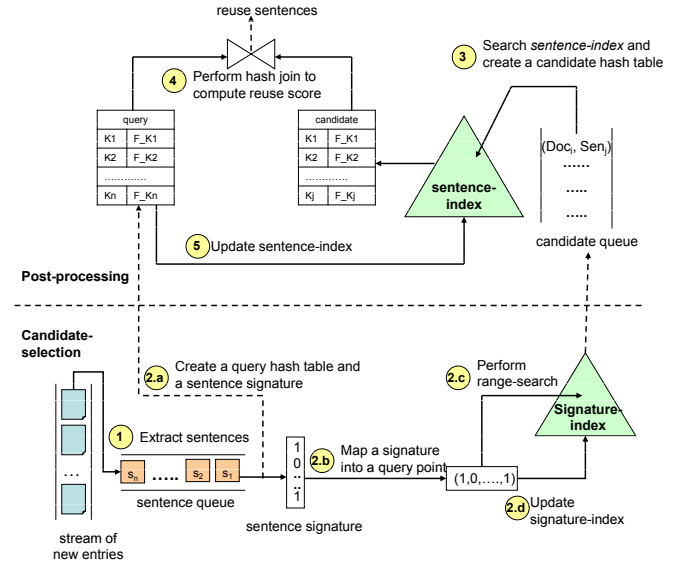 reuse sentences
3
Search sentence-index and
create a candidate hash table
4
Perform hash join to
compute reuse score
query
K1 F_K1
K2 F_K2
.............
Kn F_Kn
candidate
K1 F_K1
K2 F_K2
.............
Kj F_Kj
sentence-
index
(Doci, Senj)
......
.....
.....
candidate queue
5
Update sentence-index
Post-processing
Candidate-
selection
2.a
Create a query hash table and
a sentence signature
2.c
Perform
range-search
Signature-
index
1
Extract sentences
...
sn ..... s2 s1
sentence queue
1
0
..
..
1
sentence signature
2.b
Map a signature
into a query point
(1,0,....,1)
2.d
Update
signature-index
stream of
new entries